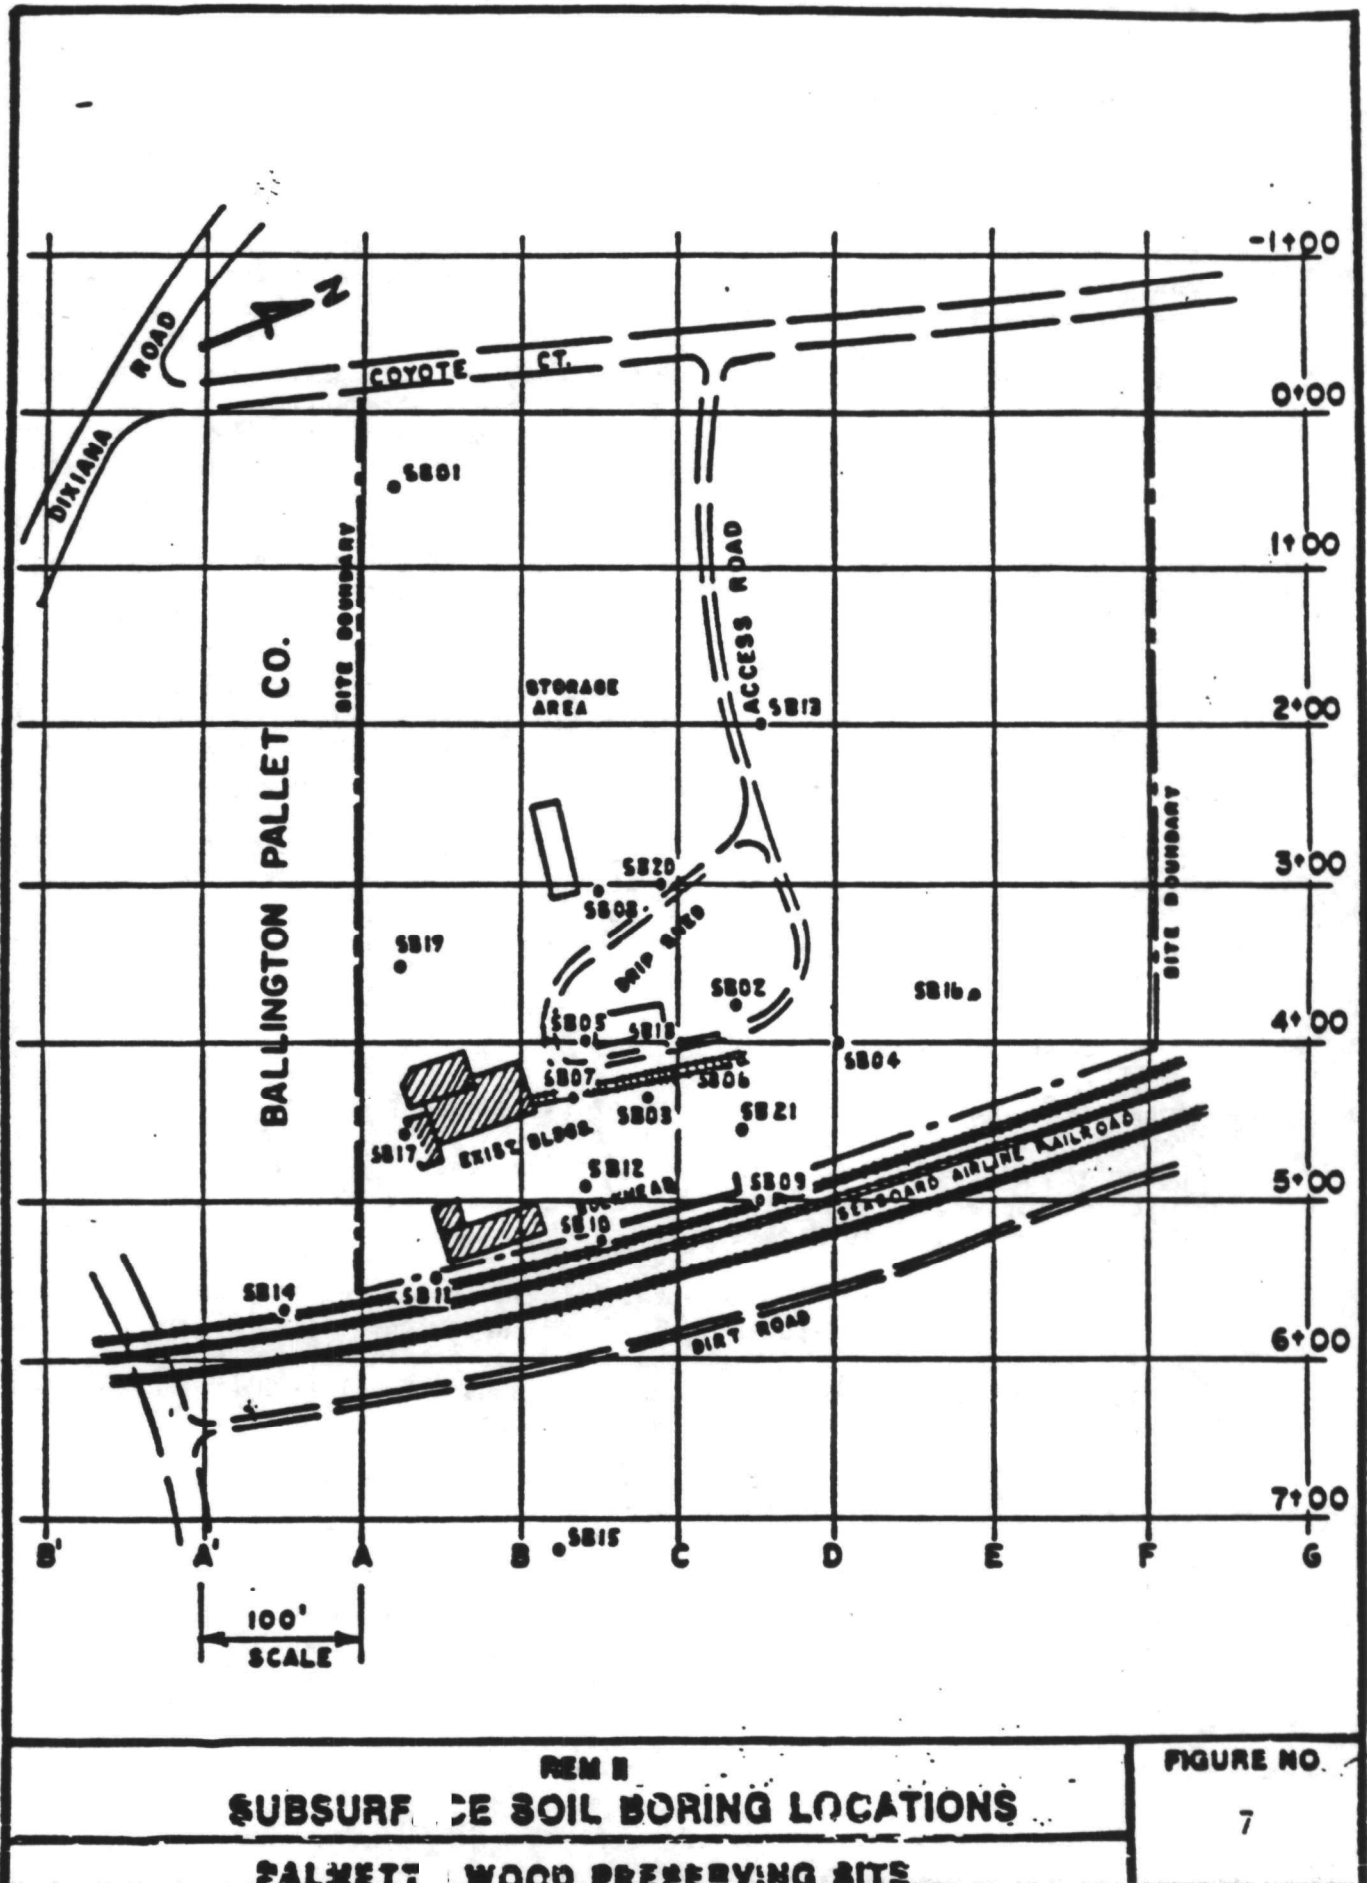 -1+00
N
ROAD
COYOTE CT.
0+00
DIXIANA
SB01
1+00
SITE BOUNDARY
ACCESS ROAD
BALLINGTON PALLET CO.
STORAGE
AREA
SB13
2+00
SITE BOUNDARY
SB20
3+00
SB08
DRIP SHED
SB19
SB02
SB16
SB05
SB18
4+00
SB04
SB07
SB06
SB03
SB21
SB17
EXIST. BLDG.
SB12
BULKHEAD
SB09
5+00
SEABOARD AIRLINE RAILROAD
SB10
SB14
SB11
DIRT ROAD
6+00
7+00
B' A' A B C D E F G
SB15
100'
SCALE
REM II
FIGURE NO.
SUBSURF CE SOIL BORING LOCATIONS
7
PALMETT WOOD PRESERVING SITE